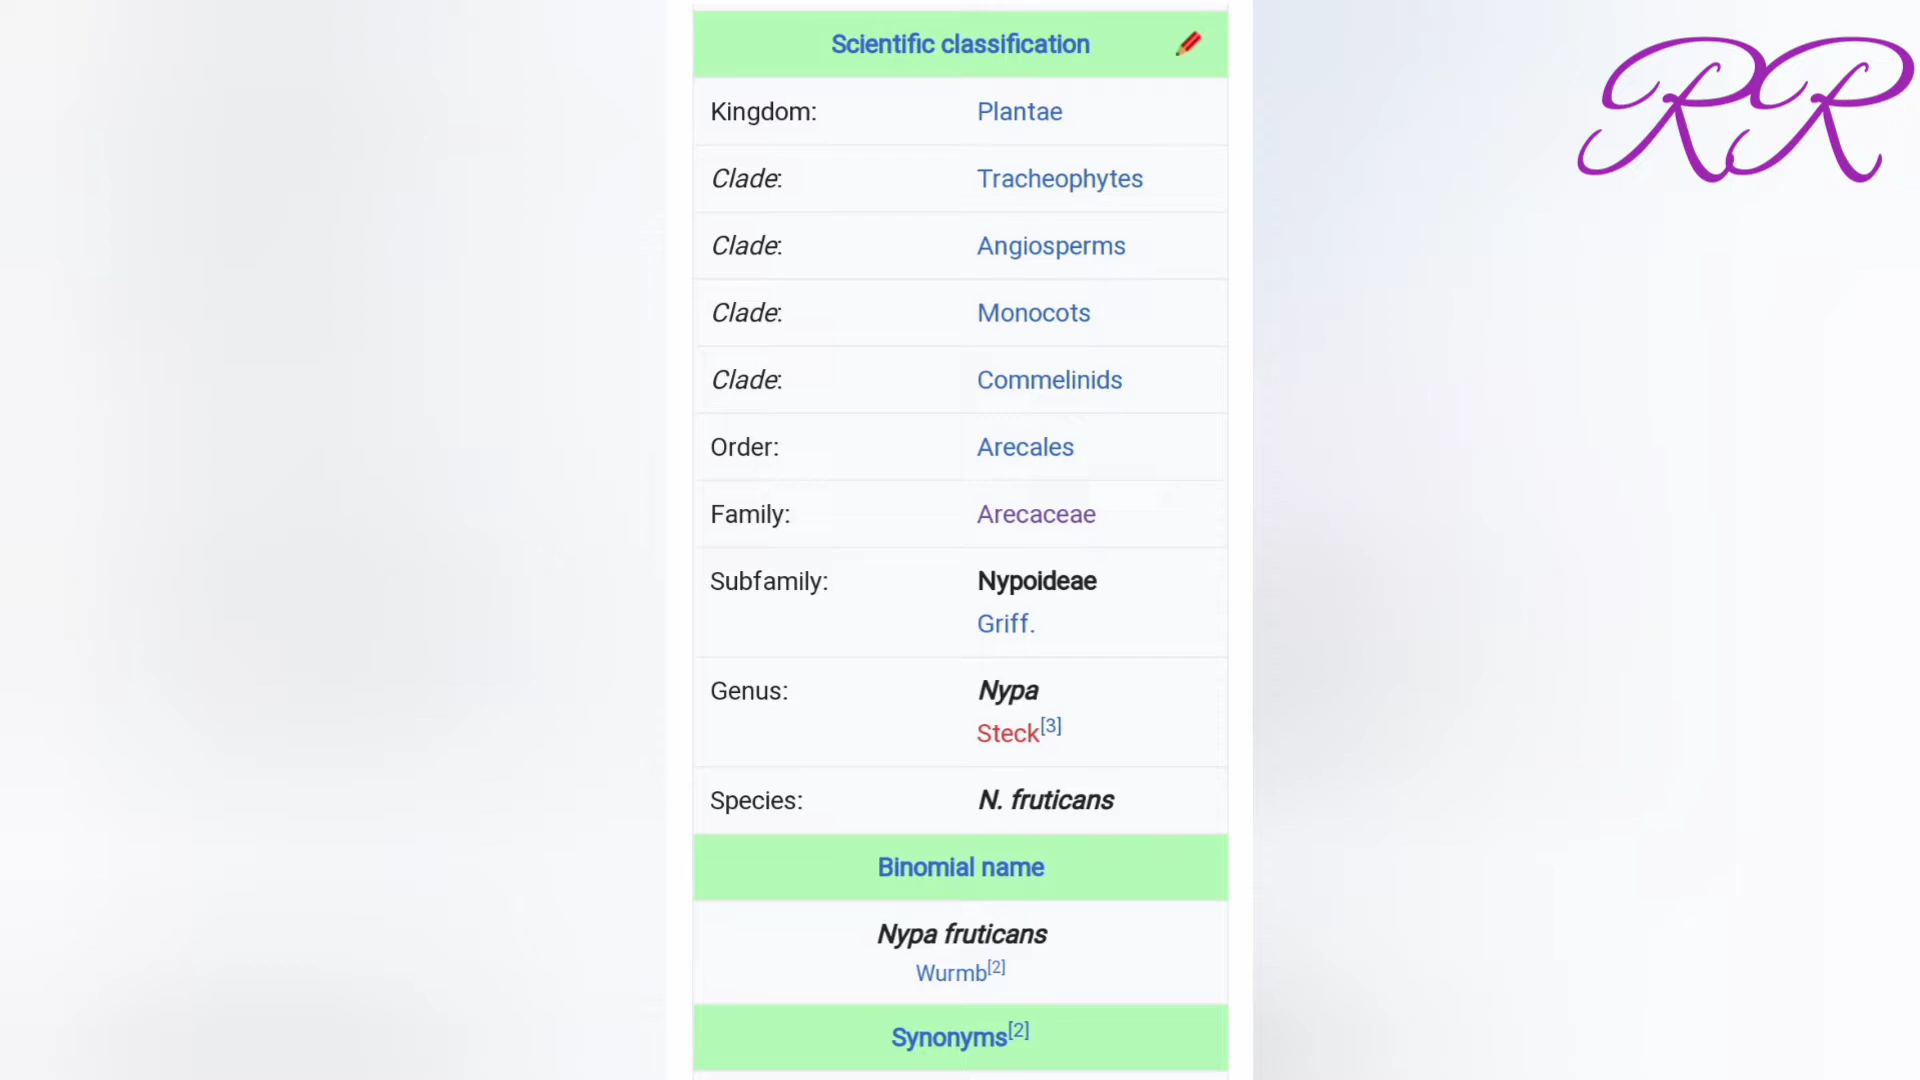 Scientific classification
Kingdom: Plantae
Clade: Tracheophytes
Clade: Angiosperms
Clade: Monocots
Clade: Commelinids
Order: Arecales
Family: Arecaceae
Subfamily: Nypoideae
Griff.
Genus: Nypa
Steck[3]
Species: N. fruticans
Binomial name
Nypa fruticans
Wurmb[2]
Synonyms[2]
RR